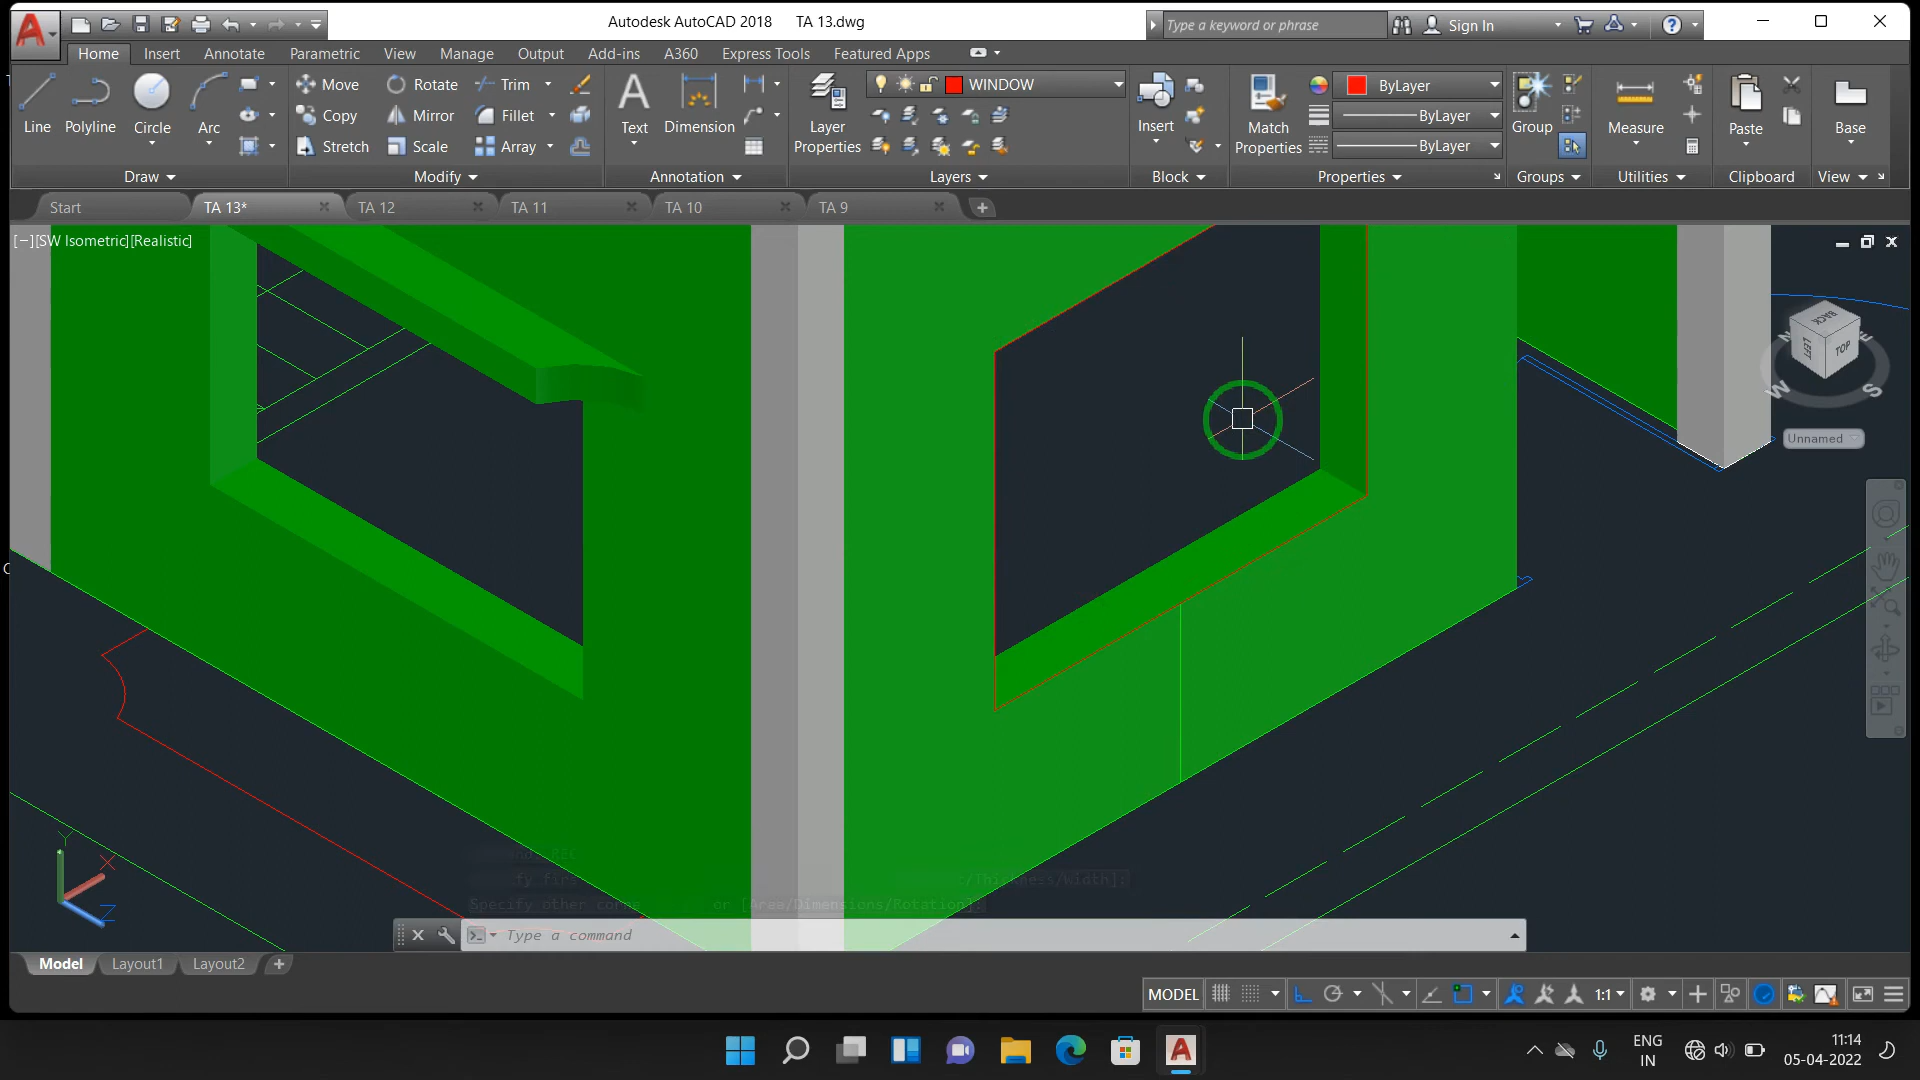 Autodesk AutoCAD 2018 TA 13.dwg
Type a keyword or phrase
Sign In
Home Insert Annotate Parametric View Manage Output Add-ins A360 Express Tools Featured Apps
Line Polyline Circle Arc
Move Rotate Trim
Copy Mirror Fillet
Stretch Scale Array
Text Dimension
Layer Properties
WINDOW
Insert
Match Properties
ByLayer
ByLayer
ByLayer
Group Measure Paste Base
Draw Modify Annotation Layers Block Properties Groups Utilities Clipboard View
Start TA 13* TA 12 TA 11 TA 10 TA 9
[−][SW Isometric][Realistic]
BACK
LEFT
TOP
W
S
Unnamed
Y
X
Z
REC
Specify other corne or [Area/Dimensions/Rotation]:
Type a command
Model Layout1 Layout2
MODEL 1:1
ENG
IN
11:14
05-04-2022